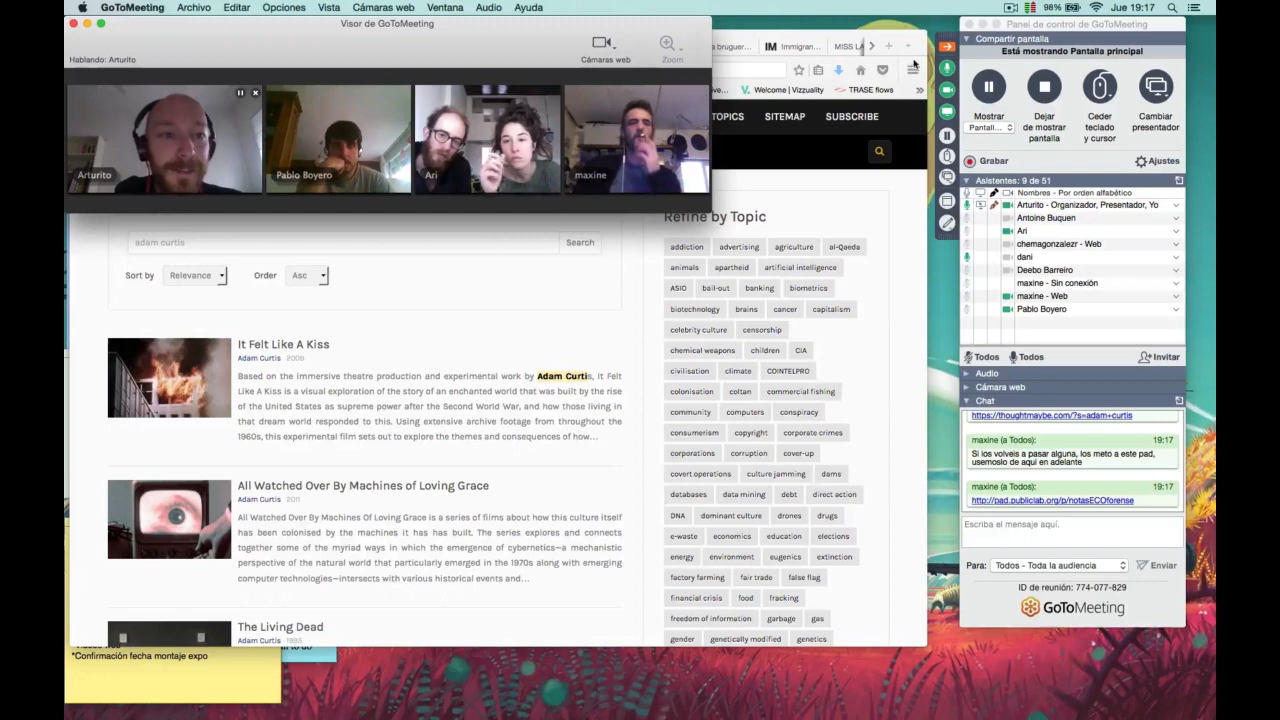 GoToMeeting Archivo Editar Opciones Vista Cámaras web Ventana Audio Ayuda 98% Jue 19:17
Visor de GoToMeeting
Hablando: Arturito
Cámaras web
Zoom
Arturito
Pablo Boyero
Ari
maxine
a bruguer...
IM Immigran...
MISS LA
V. Welcome | Vizzuality
TRASE flows
TOPICS SITEMAP SUBSCRIBE
adam curtis
Search
Sort by Relevance Order Asc
It Felt Like A Kiss
Adam Curtis 2008
Based on the immersive theatre production and experimental work by Adam Curtis, It Felt
Like A Kiss is a visual exploration of the story of an enchanted world that was built by the rise
of the United States as supreme power after the Second World War, and how those living in
that dream world responded to this. Using extensive archive footage from throughout the
1960s, this experimental film sets out to explore the themes and consequences of how...
All Watched Over By Machines of Loving Grace
Adam Curtis 2011
All Watched Over By Machines Of Loving Grace is a series of films about how this culture itself
has been colonised by the machines it has has built. The series explores and connects
together some of the myriad ways in which the emergence of cybernetics—a mechanistic
perspective of the natural world that particularly emerged in the 1970s along with emerging
computer technologies—intersects with various historical events and...
The Living Dead
Adam Curtis 1995
Refine by Topic
addiction advertising agriculture al-Qaeda
animals apartheid artificial intelligence
ASIO bail-out banking biometrics
biotechnology brains cancer capitalism
celebrity culture censorship
chemical weapons children CIA
civilisation climate COINTELPRO
colonisation coltan commercial fishing
community computers conspiracy
consumerism copyright corporate crimes
corporations corruption cover-up
covert operations culture jamming dams
databases data mining debt direct action
DNA dominant culture drones drugs
e-waste economics education elections
energy environment eugenics extinction
factory farming fair trade false flag
financial crisis food fracking
freedom of information garbage gas
gender genetically modified genetics
*Confirmación fecha montaje expo
Panel de control de GoToMeeting
Compartir pantalla
Está mostrando Pantalla principal
Mostrar
Pantall...
Dejar
de mostrar
pantalla
Ceder
teclado
y cursor
Cambiar
presentador
Grabar
Ajustes
Asistentes: 9 de 51
Nombres - Por orden alfabético
Arturito - Organizador, Presentador, Yo
Antoine Buquen
Ari
chemagonzalezr - Web
dani
Deebo Barreiro
maxine - Sin conexión
maxine - Web
Pablo Boyero
Todos Todos Invitar
Audio
Cámara web
Chat
https://thoughtmaybe.com/?s=adam+curtis
maxine (a Todos): 19:17
Si los volveis a pasar alguna, los meto a este pad,
usemoslo de aqui en adelante
maxine (a Todos): 19:17
http://pad.publiclab.org/p/notasECOforense
Escriba el mensaje aquí.
Para: Todos - Toda la audiencia Enviar
ID de reunión: 774-077-829
GoToMeeting